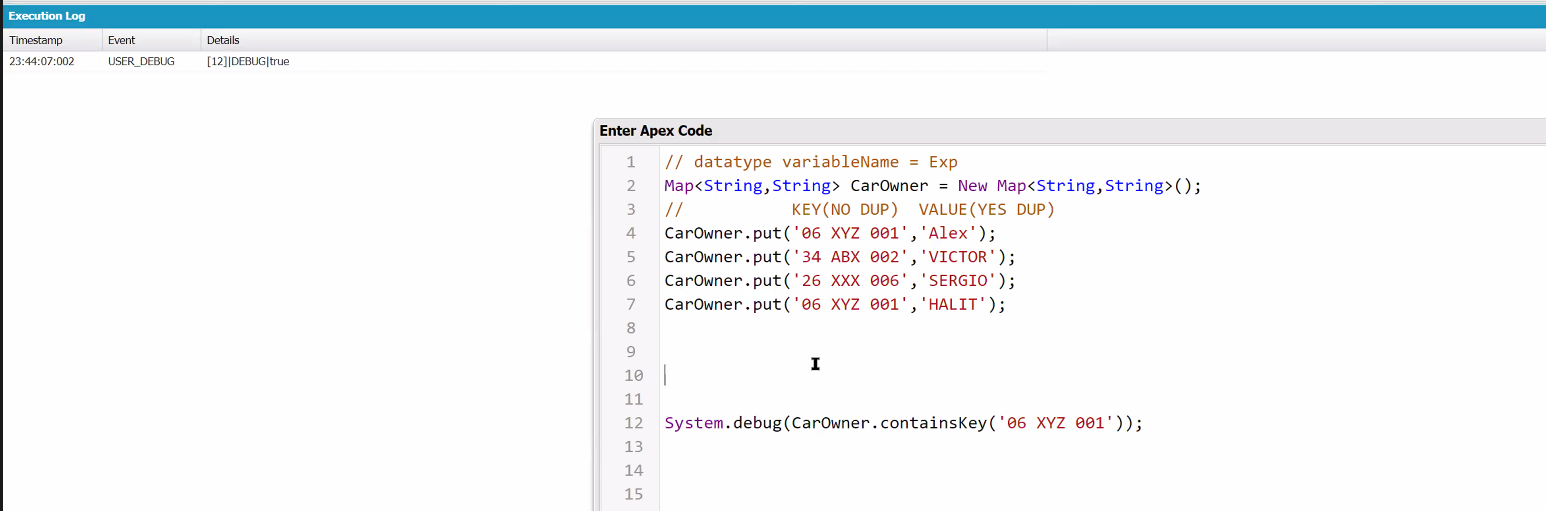 Execution Log
Timestamp Event Details
23:44:07:002 USER_DEBUG [12]|DEBUG|true
Enter Apex Code
1 // datatype variableName = Exp
2 Map<String,String> CarOwner = New Map<String,String>();
3 // KEY(NO DUP) VALUE(YES DUP)
4 CarOwner.put('06 XYZ 001','Alex');
5 CarOwner.put('34 ABX 002','VICTOR');
6 CarOwner.put('26 XXX 006','SERGIO');
7 CarOwner.put('06 XYZ 001','HALIT');
8
9
10
11
12 System.debug(CarOwner.containsKey('06 XYZ 001'));
13
14
15